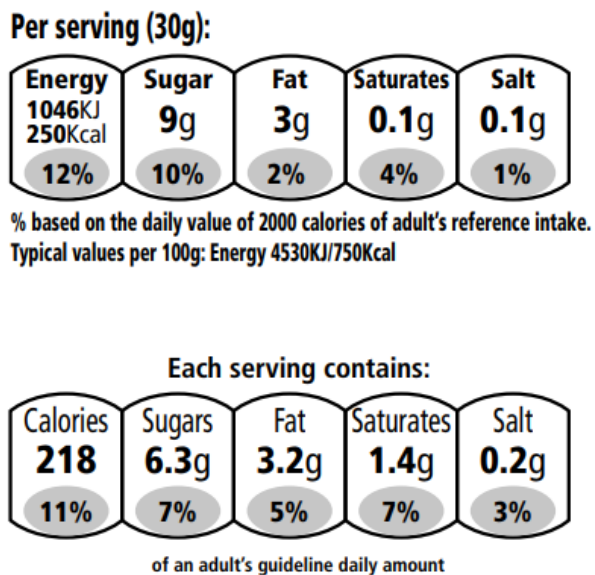 Per serving (30g):
Energy Sugar Fat Saturates Salt
1046KJ
250Kcal 9g 3g 0.1g 0.1g
12% 10% 2% 4% 1%
% based on the daily value of 2000 calories of adult's reference intake.
Typical values per 100g: Energy 4530KJ/750Kcal
Each serving contains:
Calories Sugars Fat Saturates Salt
218 6.3g 3.2g 1.4g 0.2g
11% 7% 5% 7% 3%
of an adult's guideline daily amount